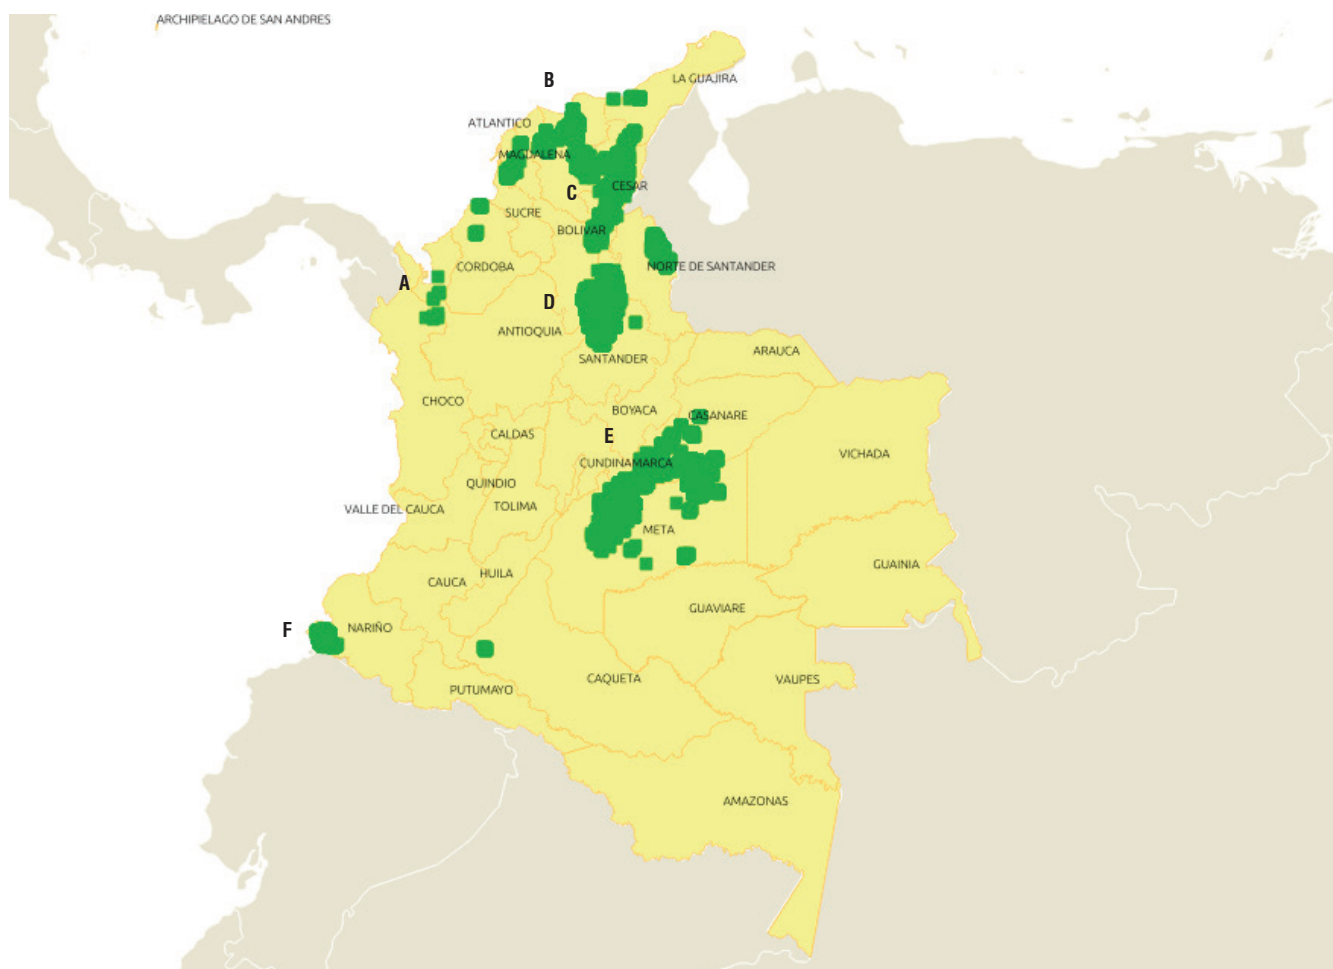 ARCHIPIELAGO DE SAN ANDRES
B
LA GUAJIRA
ATLANTICO
MAGDALENA
C
CESAR
SUCRE
BOLIVAR
CORDOBA
NORTE DE SANTANDER
A
D
ANTIOQUIA
SANTANDER
ARAUCA
CHOCO
BOYACA
CASANARE
CALDAS
E
CUNDINAMARCA
VICHADA
QUINDIO
VALLE DEL CAUCA
TOLIMA
META
GUAINIA
HUILA
CAUCA
GUAVIARE
F
NARIÑO
CAQUETA
VAUPES
PUTUMAYO
AMAZONAS